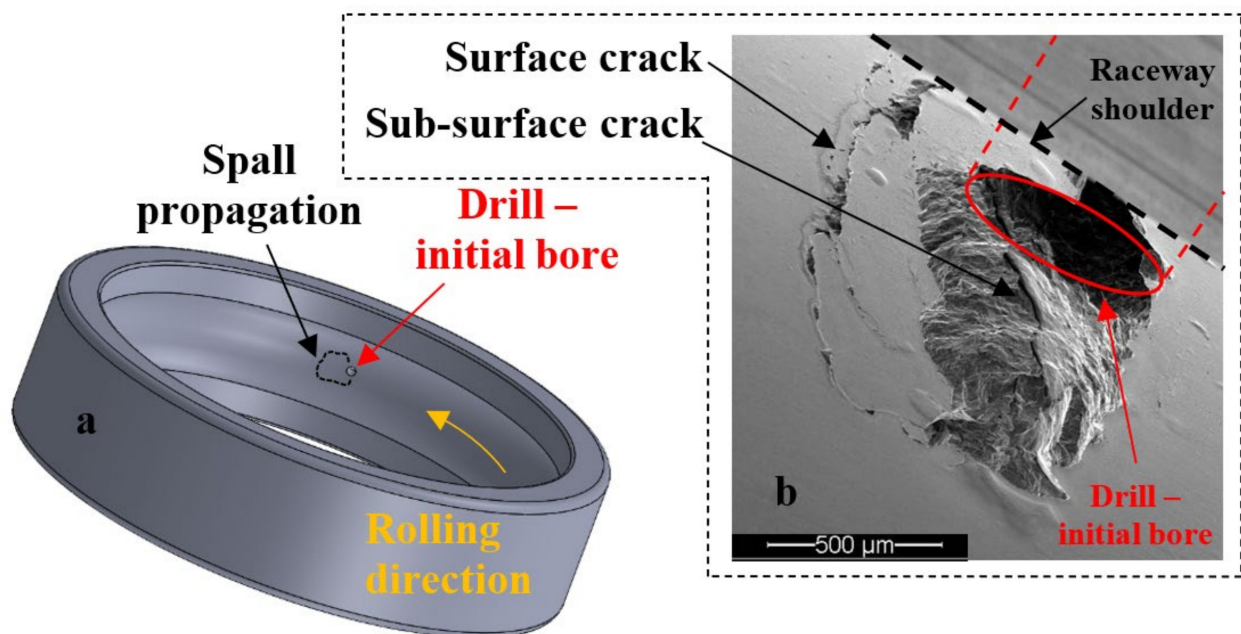 Spall
propagation
Drill –
initial bore
a
Rolling
direction
Surface crack
Sub-surface crack
Raceway
shoulder
b
Drill –
initial bore
500 µm